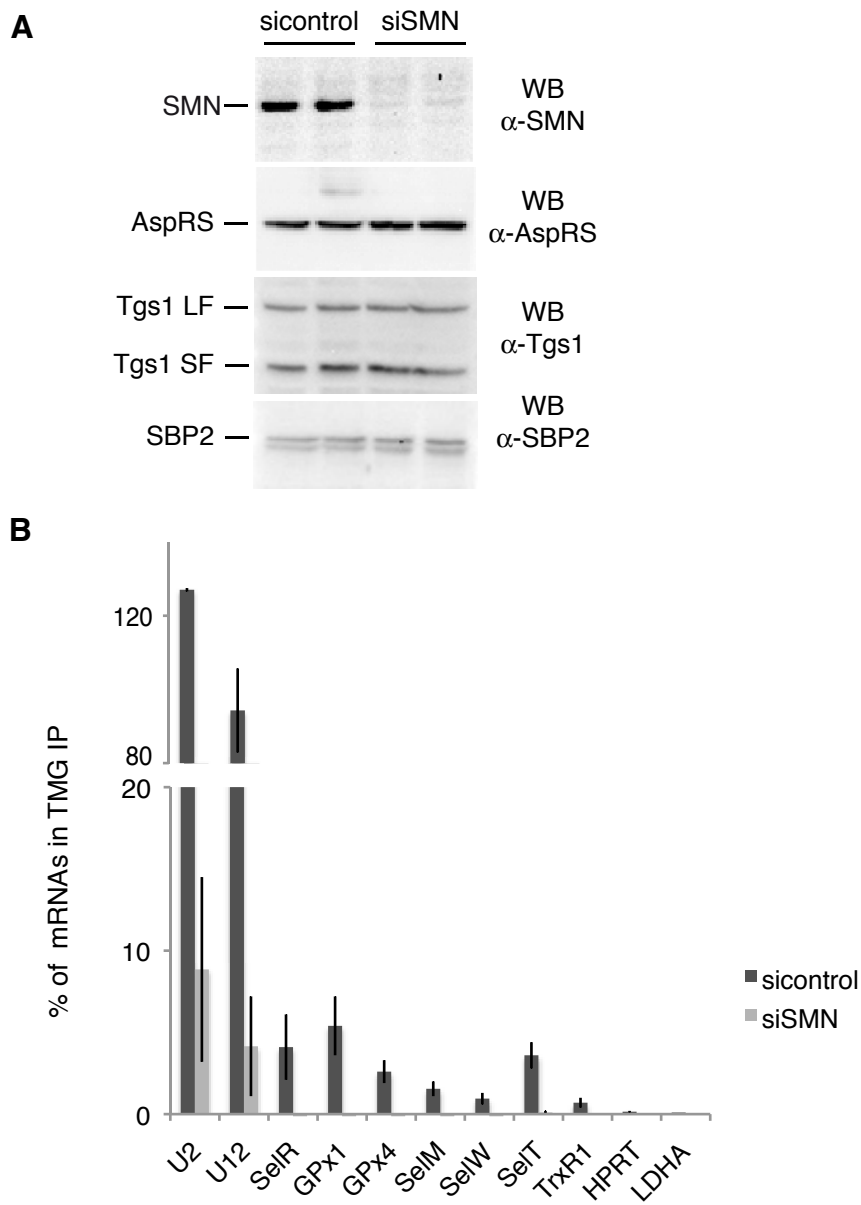 A
sicontrol siSMN
SMN
WB
α-SMN
AspRS
WB
α-AspRS
Tgs1 LF
Tgs1 SF
WB
α-Tgs1
SBP2
WB
α-SBP2
B
% of mRNAs in TMG IP
120
80
20
10
0
U2 U12 SelR GPx1 GPx4 SelM SelW SelT TrxR1 HPRT LDHA
sicontrol
siSMN